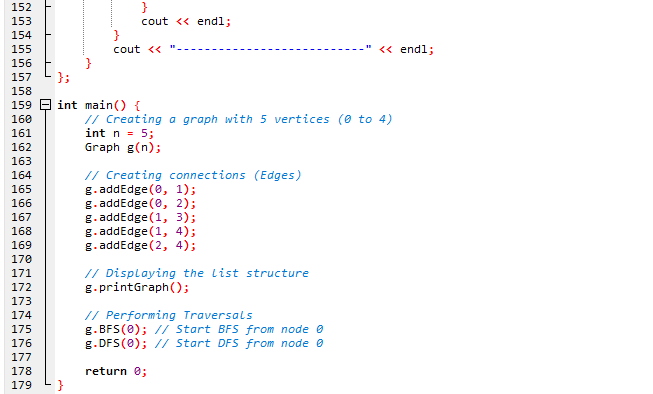 152 }
153 cout << endl;
154 }
155 cout << "---------------------------" << endl;
156 }
157 };
158
159 int main() {
160 // Creating a graph with 5 vertices (0 to 4)
161 int n = 5;
162 Graph g(n);
163
164 // Creating connections (Edges)
165 g.addEdge(0, 1);
166 g.addEdge(0, 2);
167 g.addEdge(1, 3);
168 g.addEdge(1, 4);
169 g.addEdge(2, 4);
170
171 // Displaying the list structure
172 g.printGraph();
173
174 // Performing Traversals
175 g.BFS(0); // Start BFS from node 0
176 g.DFS(0); // Start DFS from node 0
177
178 return 0;
179 }